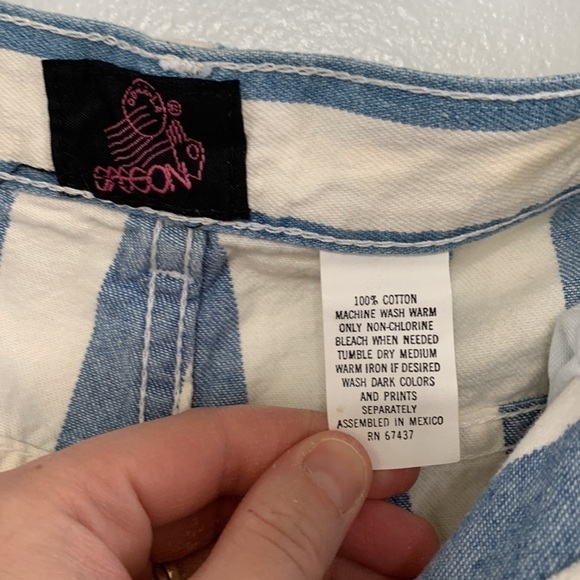 SASSON
100% COTTON
MACHINE WASH WARM
ONLY NON-CHLORINE
BLEACH WHEN NEEDED
TUMBLE DRY MEDIUM
WARM IRON IF DESIRED
WASH DARK COLORS
AND PRINTS
SEPARATELY
ASSEMBLED IN MEXICO
RN 67437